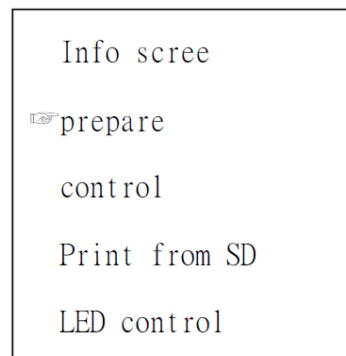 Info scree
prepare
control
Print from SD
LED control